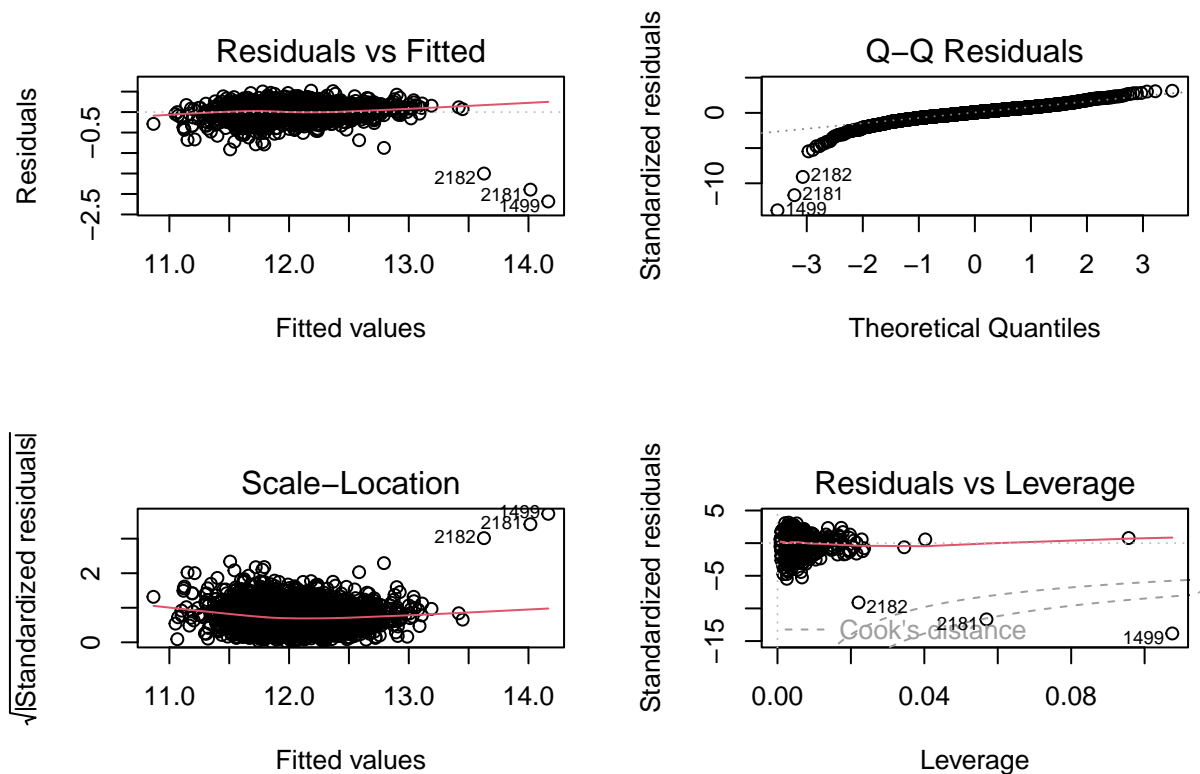 Residuals vs Fitted
Residuals
−0.5
−2.5
2182
2181
1499
11.0 12.0 13.0 14.0
Fitted values
Q−Q Residuals
Standardized residuals
0
−10
2182
2181
1499
−3 −2 −1 0 1 2 3
Theoretical Quantiles
Scale−Location
√|Standardized residuals|
2
0
1499
2181
2182
11.0 12.0 13.0 14.0
Fitted values
Residuals vs Leverage
Standardized residuals
5
−5
−15
2182
2181
1499
Cook's distance
0.00 0.04 0.08
Leverage